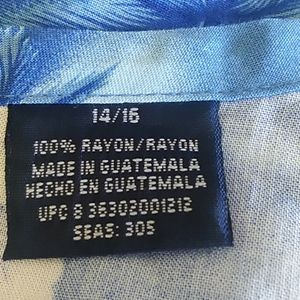 14/16
100% RAYON/RAYON
MADE IN GUATEMALA
HECHO EN GUATEMALA
UPC 8 36302001212
SEAS: 305